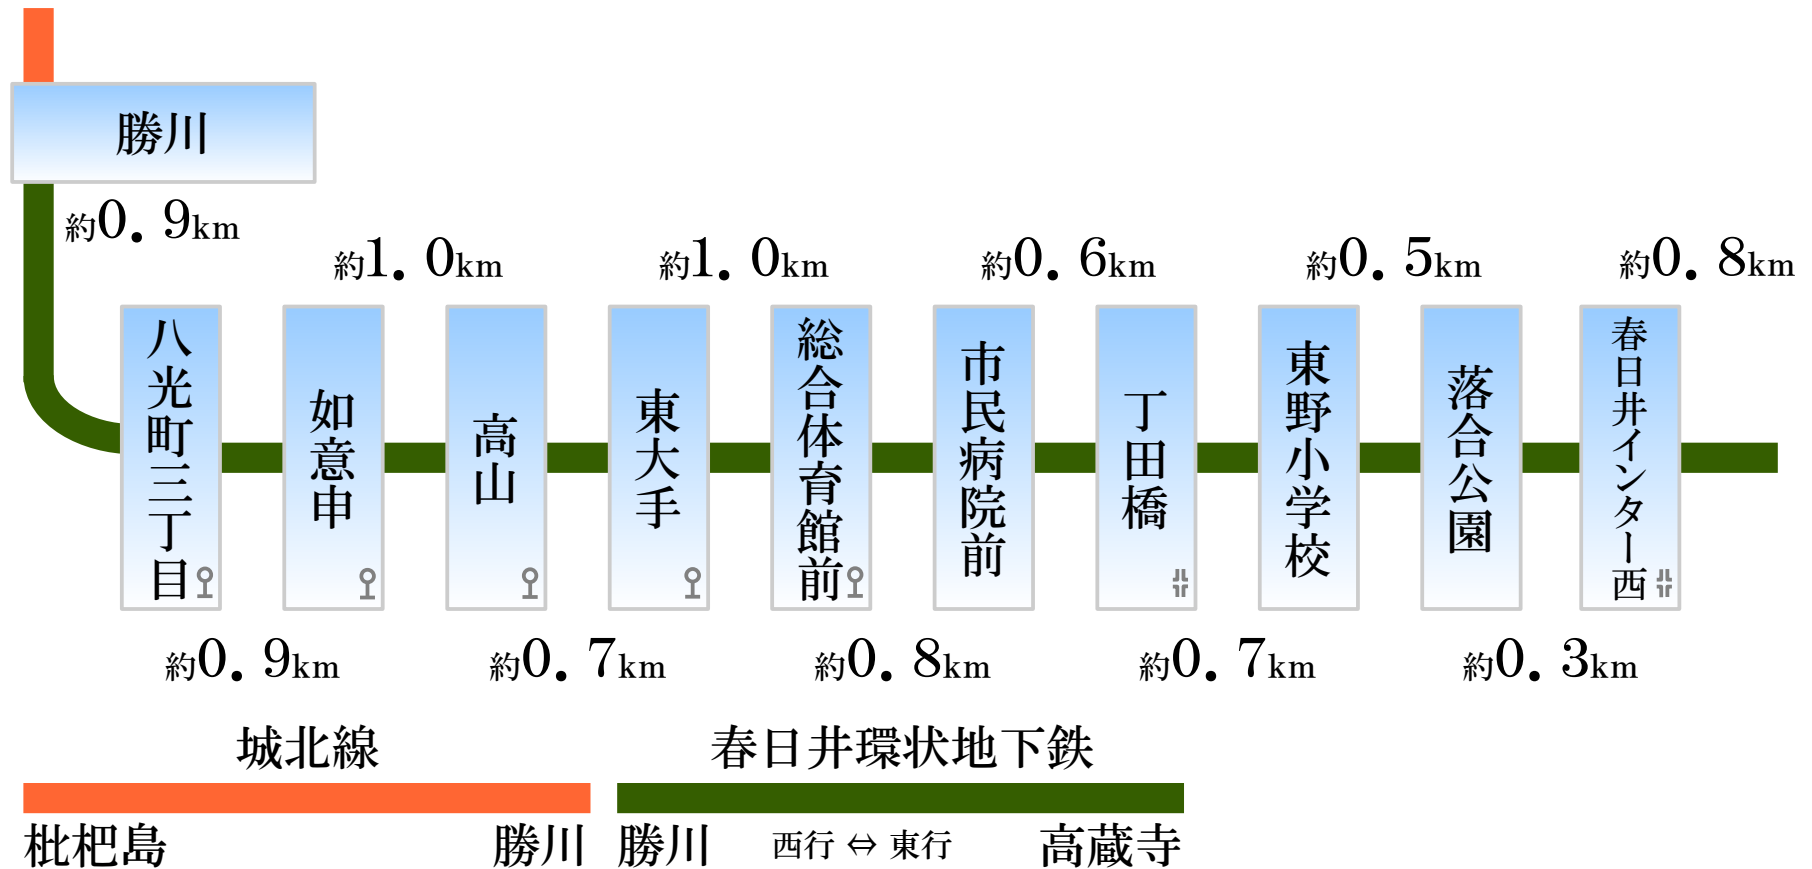 勝川
約0.9km
約1.0km
約1.0km
約0.6km
約0.5km
約0.8km
八光町三丁目
如意申
高山
東大手
総合体育館前
市民病院前
丁田橋
東野小学校
落合公園
春日井インター西
約0.9km
約0.7km
約0.8km
約0.7km
約0.3km
城北線
春日井環状地下鉄
枇杷島
勝川
勝川
西行 ⇔ 東行
高蔵寺